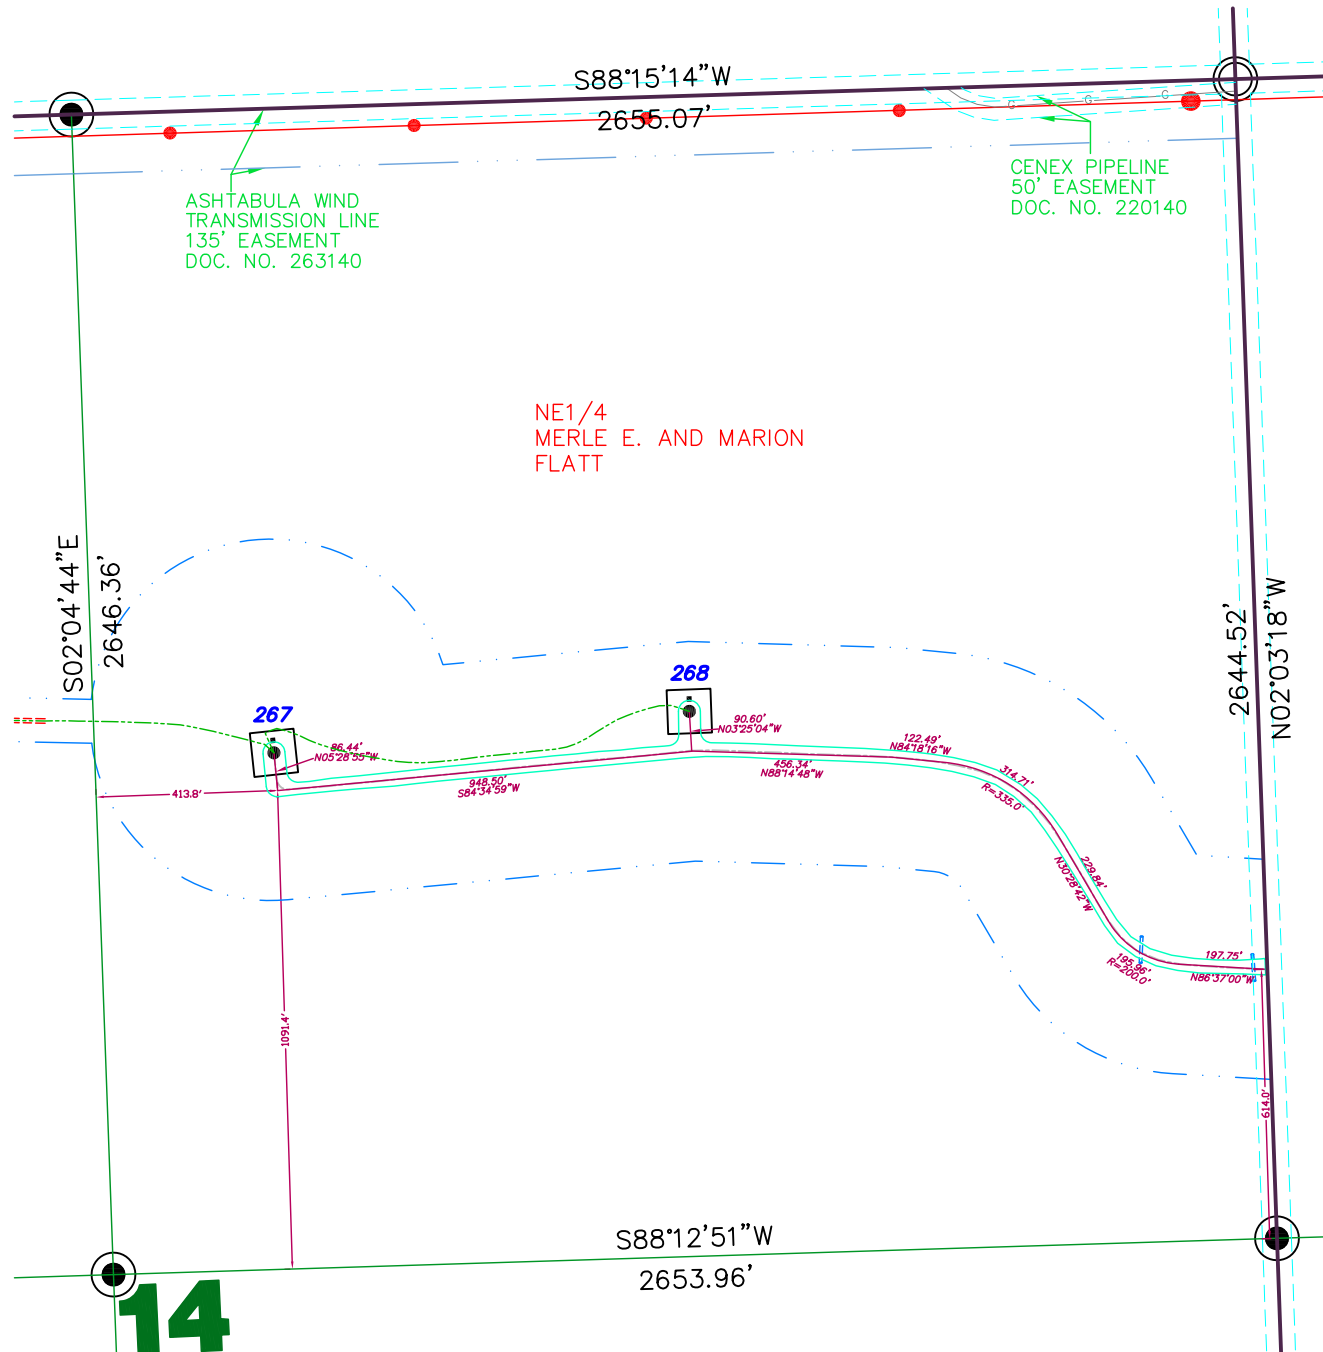 S88°15'14"W
2655.07'
G
G
G
CENEX PIPELINE
50' EASEMENT
DOC. NO. 220140
ASHTABULA WIND
TRANSMISSION LINE
135' EASEMENT
DOC. NO. 263140
NE1/4
MERLE E. AND MARION
FLATT
S02°04'44"E
2646.36'
2644.52'
N02°03'18"W
268
267
90.60'
N03°25'04"W
86.44'
N05°28'55"W
122.49'
N84°18'16"W
456.34'
N88°14'48"W
948.50'
S84°34'59"W
413.8'
314.71'
R=335.0'
229.84'
N30°28'42"W
195.96'
R=200.0'
197.75'
N86°37'00"W
1091.4'
614.0'
S88°12'51"W
2653.96'
14